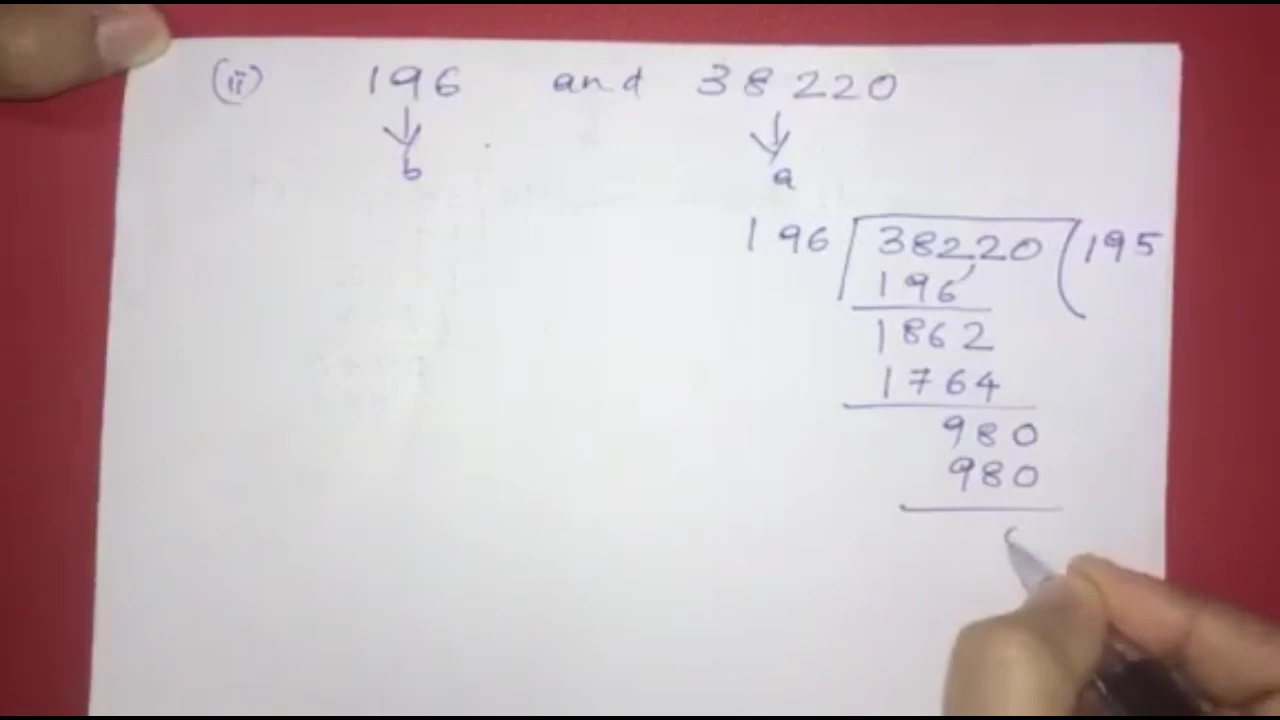 (ii) 196 and 38220
b a
196 38220 195
196
1862
1764
980
980